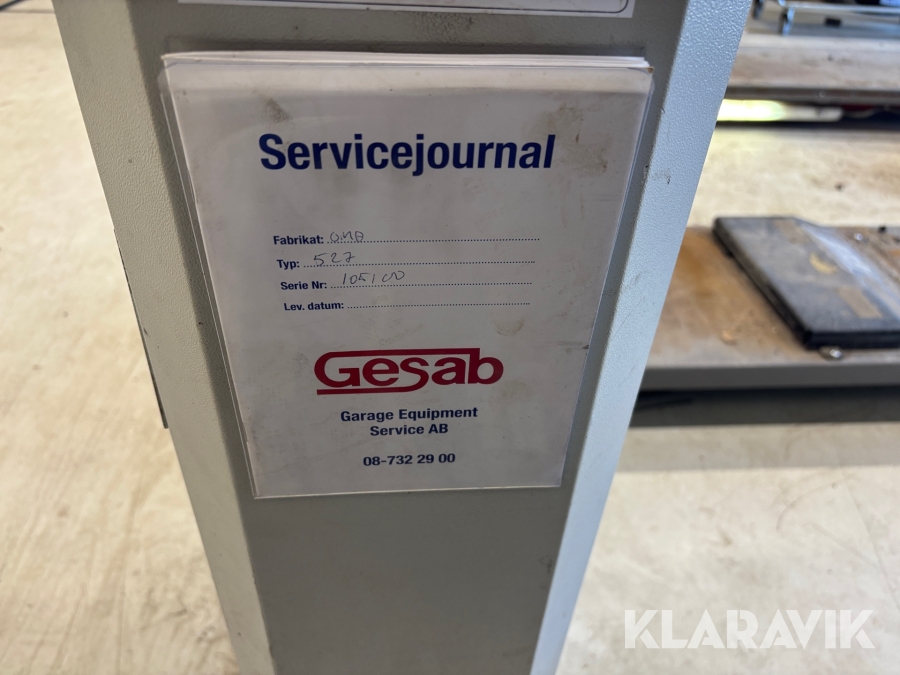 Servicejournal
Fabrikat: OMA
Typ: 527
Serie Nr: 105100
Lev. datum:
Gesab
Garage Equipment
Service AB
08-732 29 00
KLARAVIK